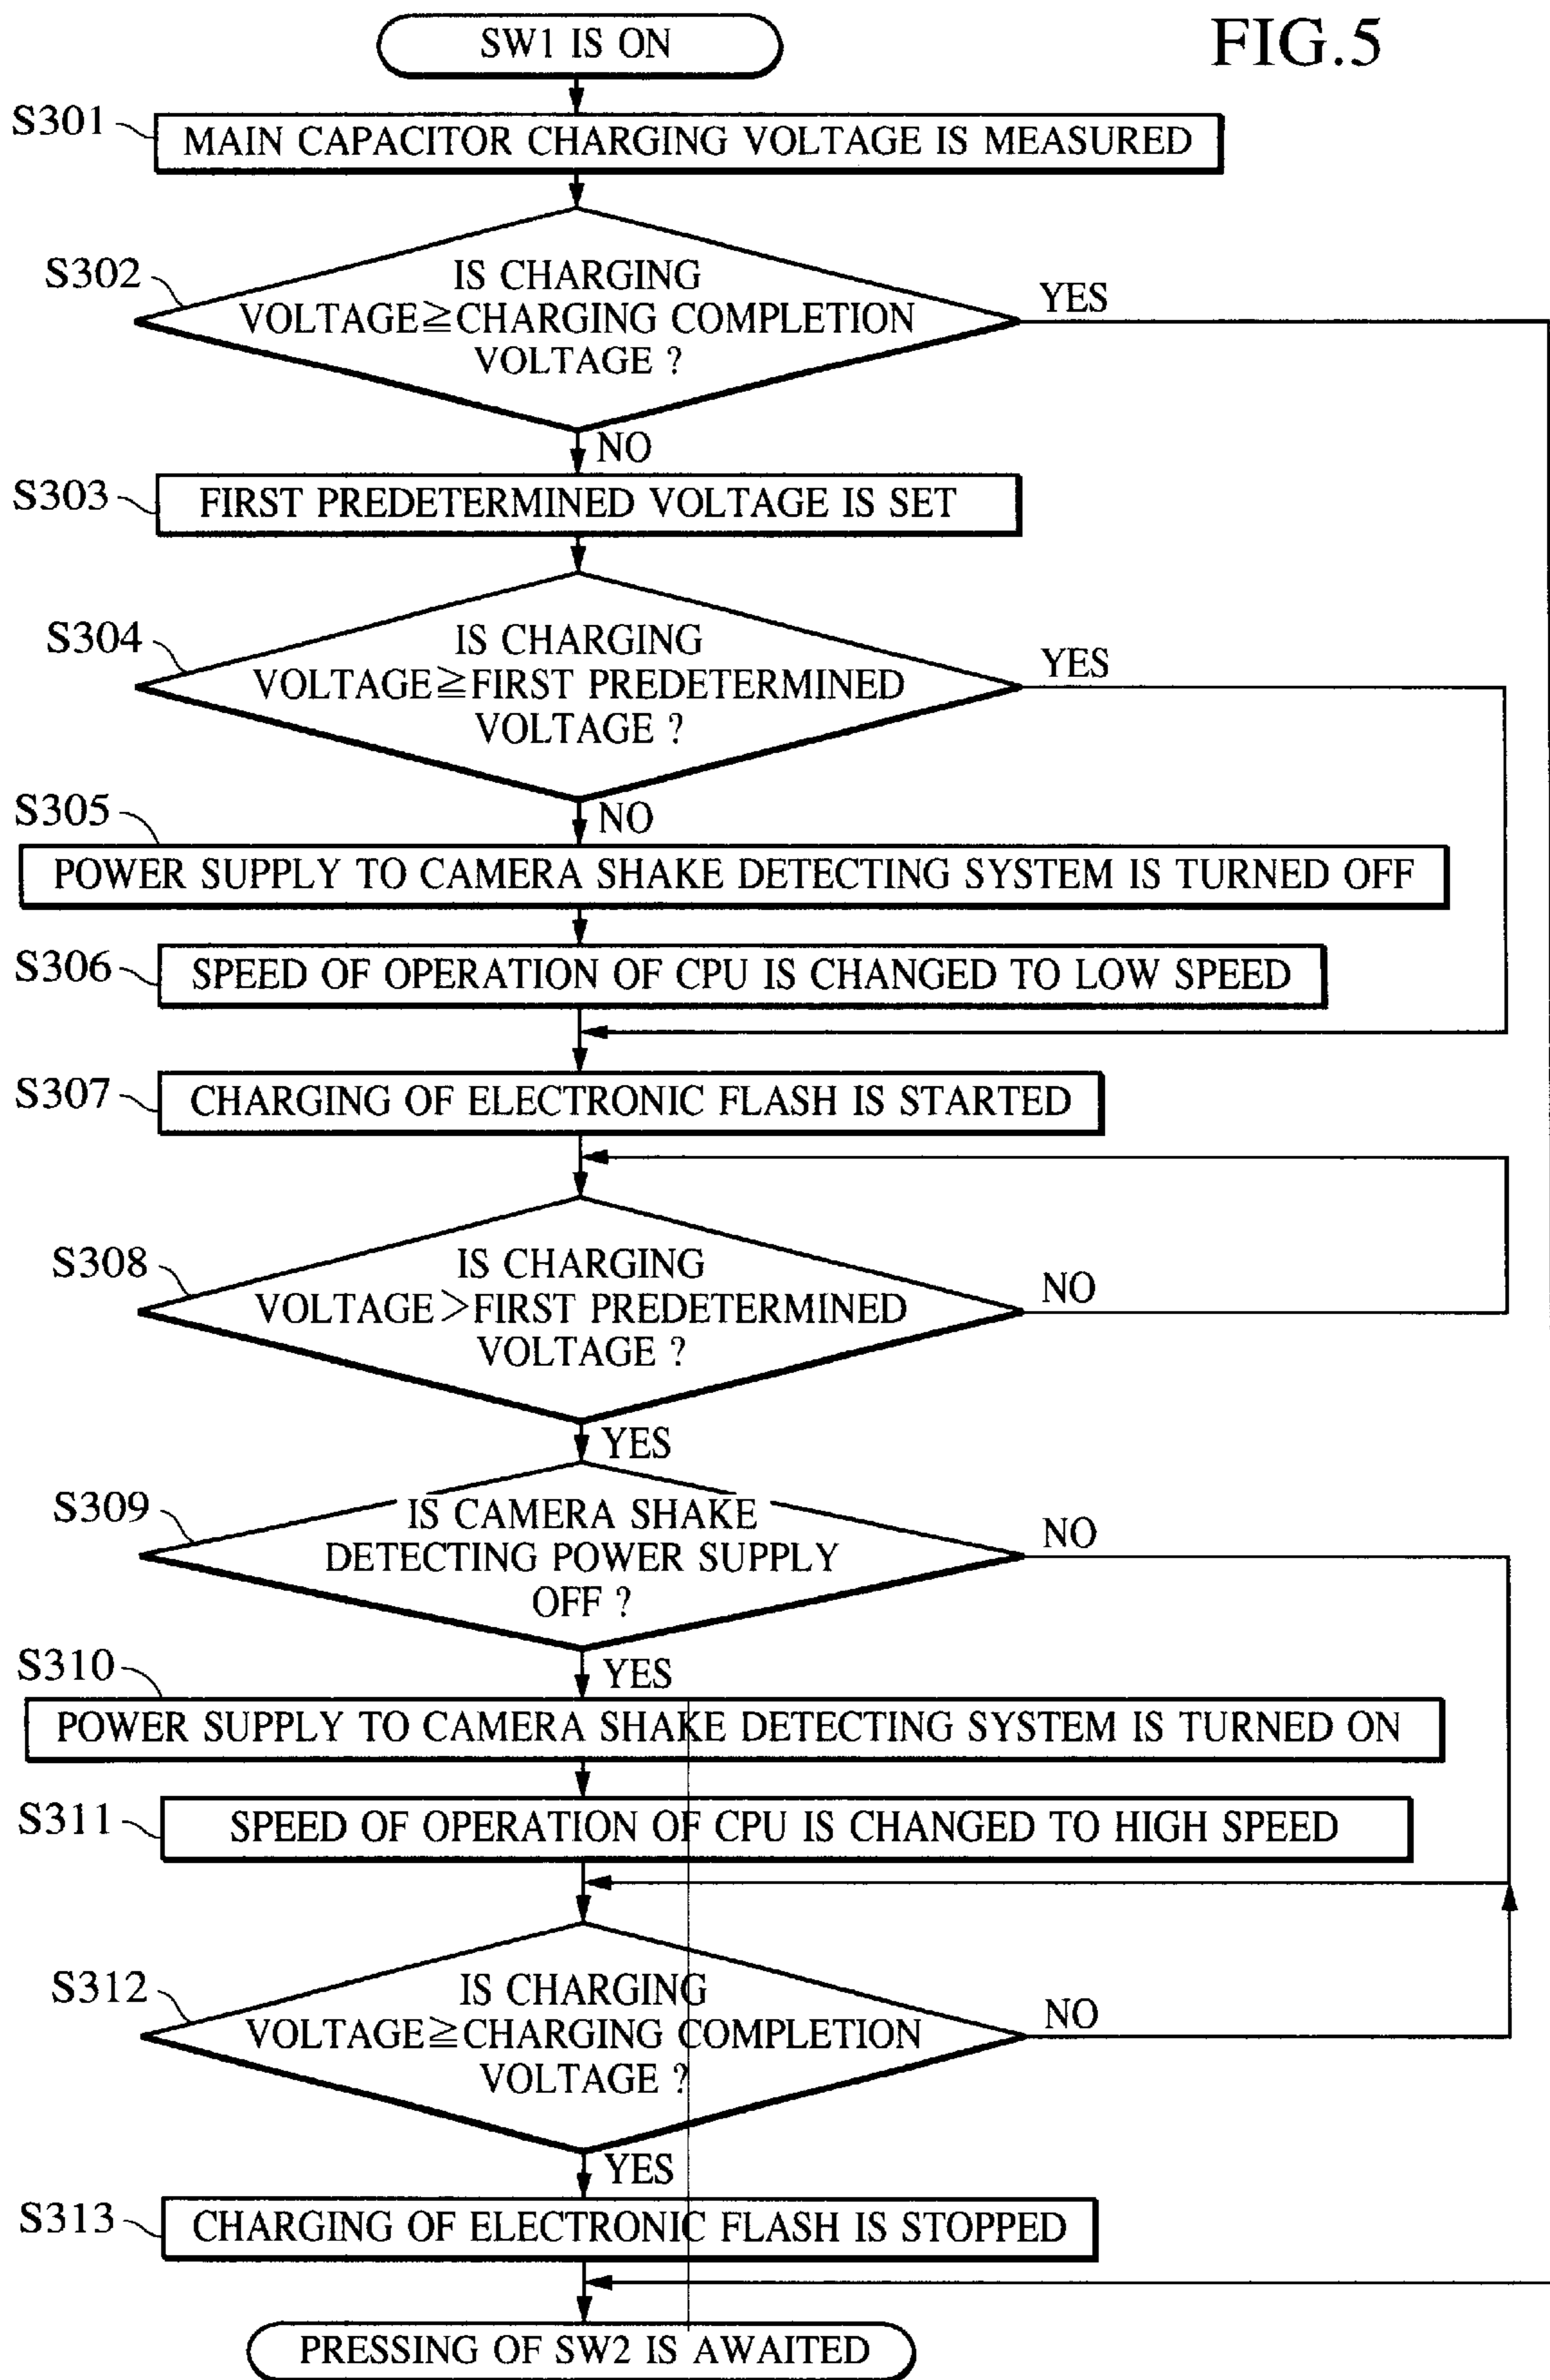 FIG.5
SW1 IS ON
S301
MAIN CAPACITOR CHARGING VOLTAGE IS MEASURED
S302
IS CHARGING
VOLTAGE≧CHARGING COMPLETION
VOLTAGE ?
YES
NO
S303
FIRST PREDETERMINED VOLTAGE IS SET
S304
IS CHARGING
VOLTAGE≧FIRST PREDETERMINED
VOLTAGE ?
YES
NO
S305
POWER SUPPLY TO CAMERA SHAKE DETECTING SYSTEM IS TURNED OFF
S306
SPEED OF OPERATION OF CPU IS CHANGED TO LOW SPEED
S307
CHARGING OF ELECTRONIC FLASH IS STARTED
S308
IS CHARGING
VOLTAGE>FIRST PREDETERMINED
VOLTAGE ?
NO
YES
S309
IS CAMERA SHAKE
DETECTING POWER SUPPLY
OFF ?
NO
YES
S310
POWER SUPPLY TO CAMERA SHAKE DETECTING SYSTEM IS TURNED ON
S311
SPEED OF OPERATION OF CPU IS CHANGED TO HIGH SPEED
S312
IS CHARGING
VOLTAGE≧CHARGING COMPLETION
VOLTAGE ?
NO
YES
S313
CHARGING OF ELECTRONIC FLASH IS STOPPED
PRESSING OF SW2 IS AWAITED